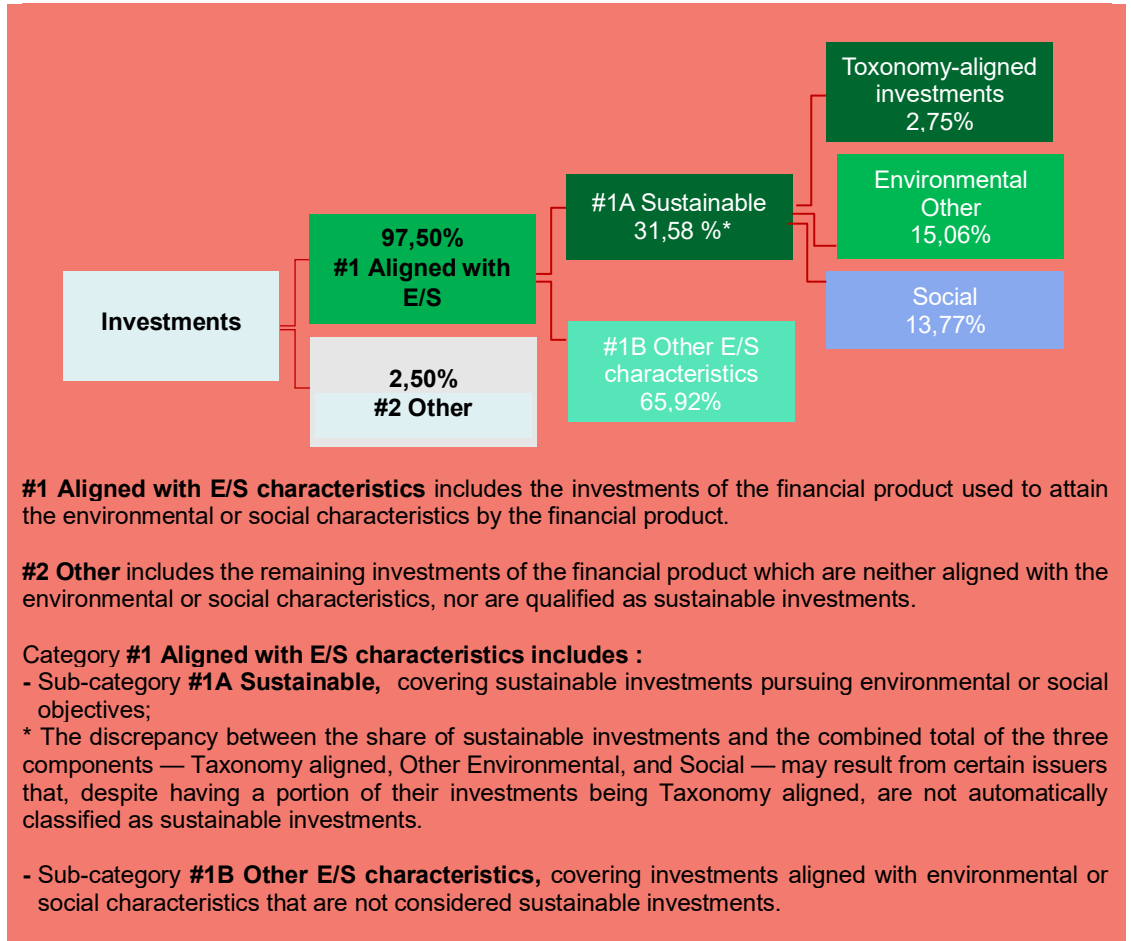 Toxonomy-aligned
investments
2,75%
Environmental
Other
15,06%
#1A Sustainable
31,58 %*
97,50%
#1 Aligned with
E/S
Investments
Social
13,77%
#1B Other E/S
characteristics
65,92%
2,50%
#2 Other
#1 Aligned with E/S characteristics includes the investments of the financial product used to attain
the environmental or social characteristics by the financial product.
#2 Other includes the remaining investments of the financial product which are neither aligned with the
environmental or social characteristics, nor are qualified as sustainable investments.
Category #1 Aligned with E/S characteristics includes :
- Sub-category #1A Sustainable, covering sustainable investments pursuing environmental or social
objectives;
* The discrepancy between the share of sustainable investments and the combined total of the three
components — Taxonomy aligned, Other Environmental, and Social — may result from certain issuers
that, despite having a portion of their investments being Taxonomy aligned, are not automatically
classified as sustainable investments.
- Sub-category #1B Other E/S characteristics, covering investments aligned with environmental or
social characteristics that are not considered sustainable investments.